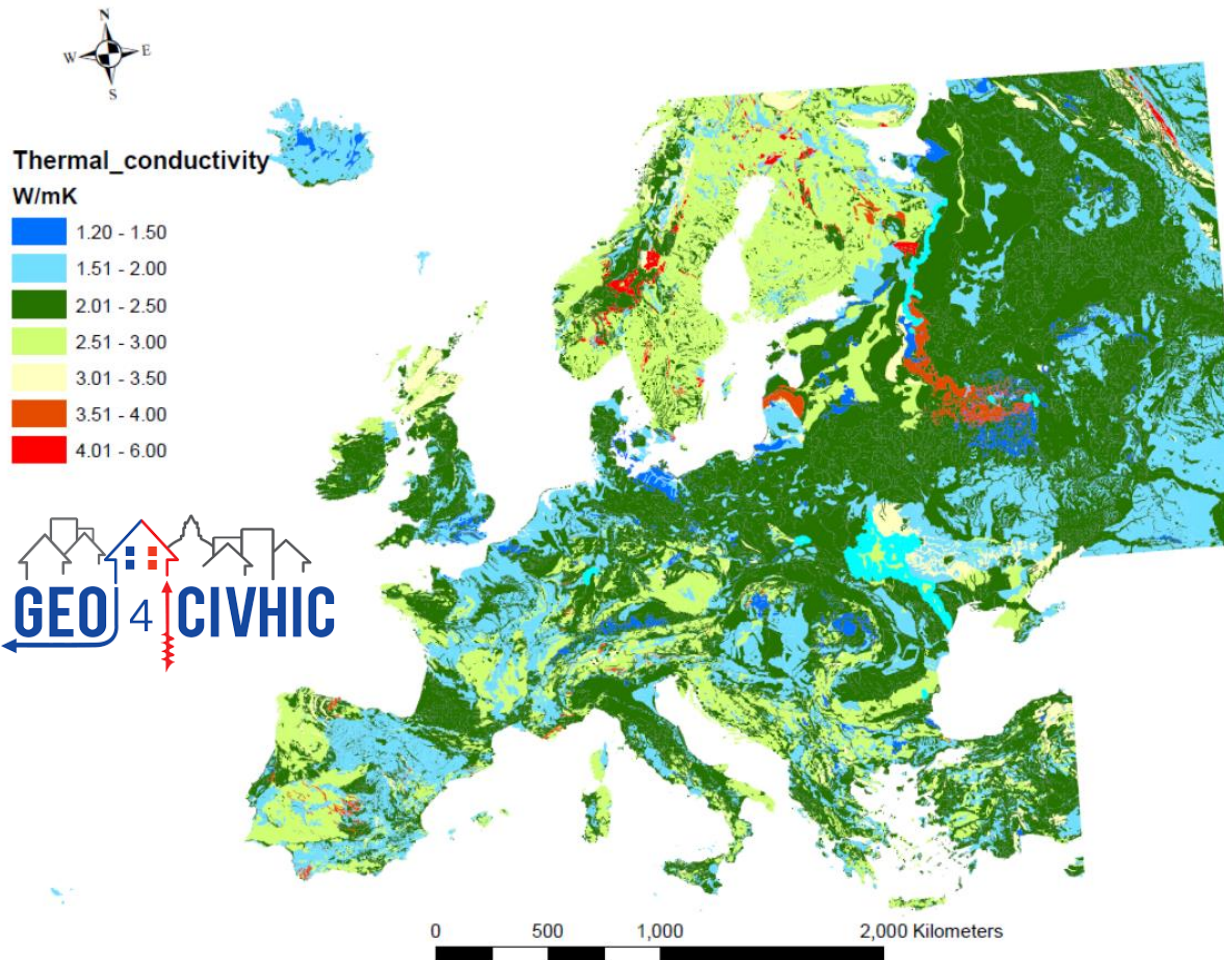 N
W E
S
Thermal_conductivity
W/mK
1.20 - 1.50
1.51 - 2.00
2.01 - 2.50
2.51 - 3.00
3.01 - 3.50
3.51 - 4.00
4.01 - 6.00
GEO 4 CIVHIC
0 500 1,000 2,000 Kilometers